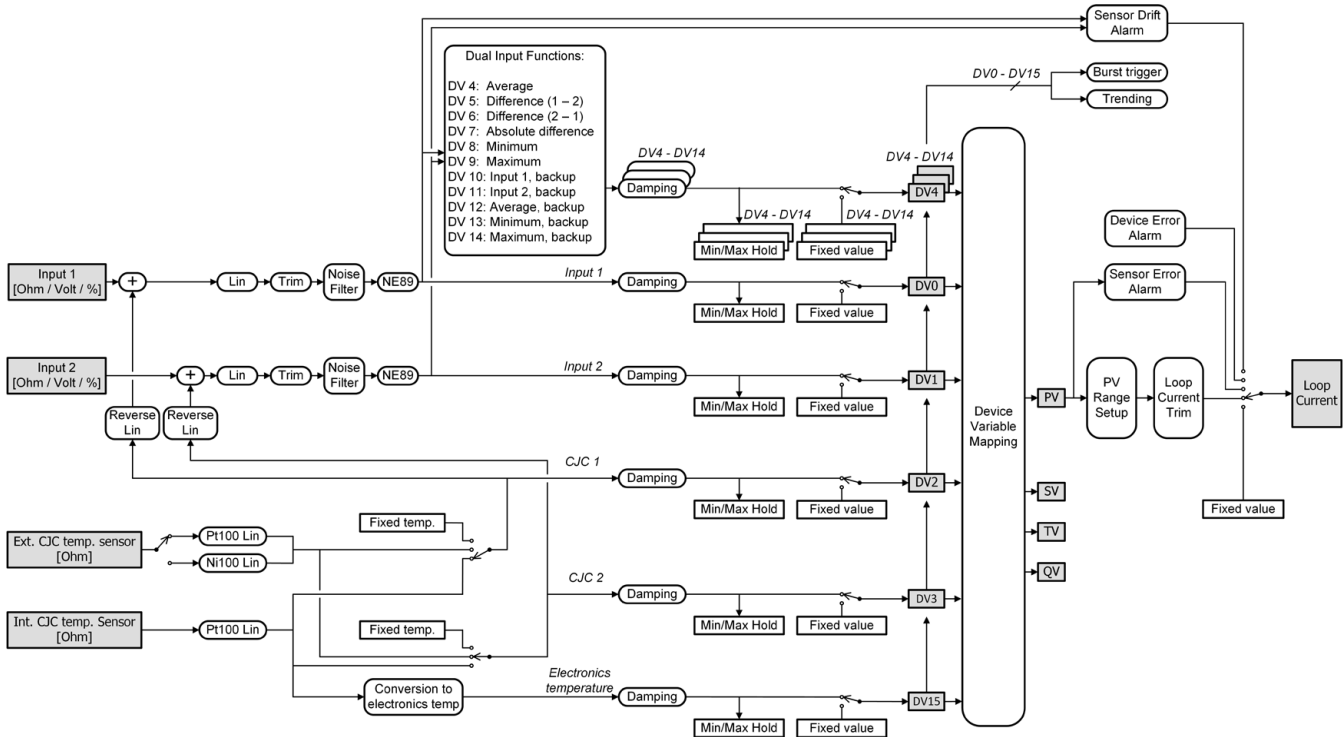 Sensor Drift
Alarm
Dual Input Functions:
DV 4: Average
DV 5: Difference (1 – 2)
DV 6: Difference (2 – 1)
DV 7: Absolute difference
DV 8: Minimum
DV 9: Maximum
DV 10: Input 1, backup
DV 11: Input 2, backup
DV 12: Average, backup
DV 13: Minimum, backup
DV 14: Maximum, backup
DV0 - DV15
Burst trigger
Trending
DV4 - DV14
Damping
DV4 - DV14
DV4
DV4 - DV14
Min/Max Hold
DV4 - DV14
Fixed value
Device Error
Alarm
Input 1
[Ohm / Volt / %]
+
Lin
Trim
Noise
Filter
NE89
Input 1
Damping
DV0
Min/Max Hold
Fixed value
Sensor Error
Alarm
Input 2
[Ohm / Volt / %]
+
Lin
Trim
Noise
Filter
NE89
Input 2
Damping
DV1
Min/Max Hold
Fixed value
Reverse
Lin
Reverse
Lin
Device
Variable
Mapping
PV
PV
Range
Setup
Loop
Current
Trim
Loop
Current
CJC 1
Damping
DV2
Min/Max Hold
Fixed value
SV
TV
QV
Fixed value
Ext. CJC temp. sensor
[Ohm]
Pt100 Lin
Ni100 Lin
Fixed temp.
CJC 2
Damping
DV3
Min/Max Hold
Fixed value
Int. CJC temp. Sensor
[Ohm]
Pt100 Lin
Fixed temp.
Conversion to
electronics temp
Electronics
temperature
Damping
DV15
Min/Max Hold
Fixed value